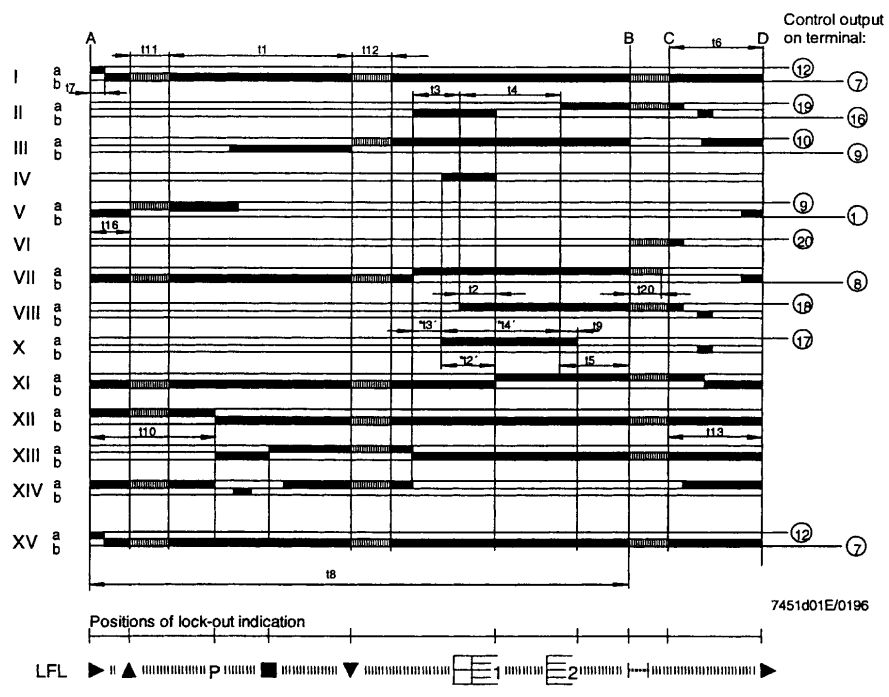 Control output
on terminal:
A B C D
t11 t1 t12 t6
I a b 12 7
t7
t3 t4
II a b 19 16
III a b 10 9
IV
V a b 9 1
t16
VI 20
VII a b 8
t2 t20
VIII a b 18
"t3´ "t4´ t9
X a b 17
"t2´ t5
XI a b
XII a b
t10 t13
XIII a b
XIV a b
XV a b 12 7
t8
7451d01E/0196
Positions of lock-out indication
LFL P 1 2